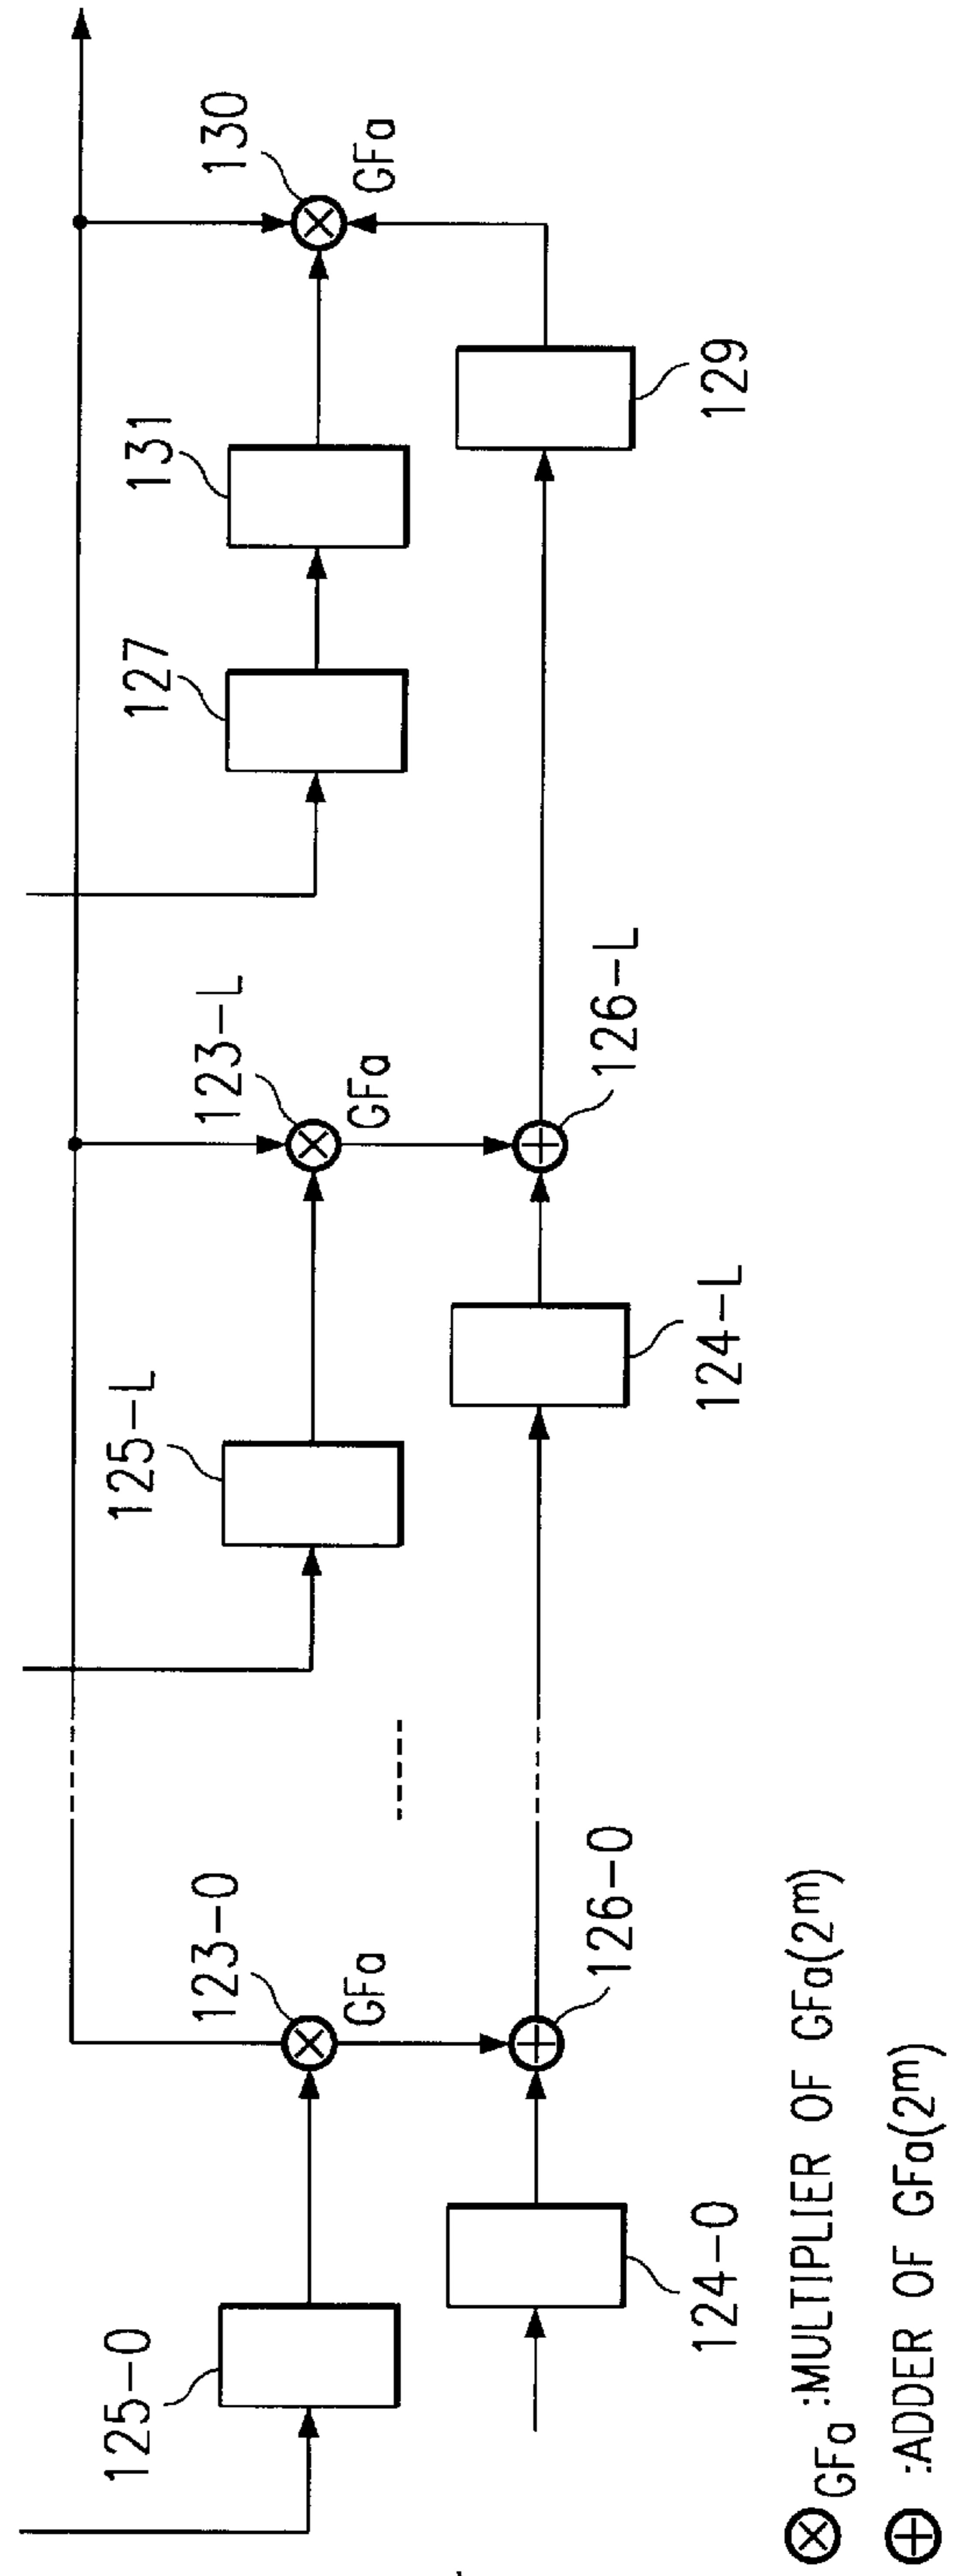 130
GFa
131
127
129
123-L
GFa
126-L
125-L
124-L
123-0
GFa
126-0
125-0
124-0
GFa :MULTIPLIER OF GFa(2m)
:ADDER OF GFa(2m)